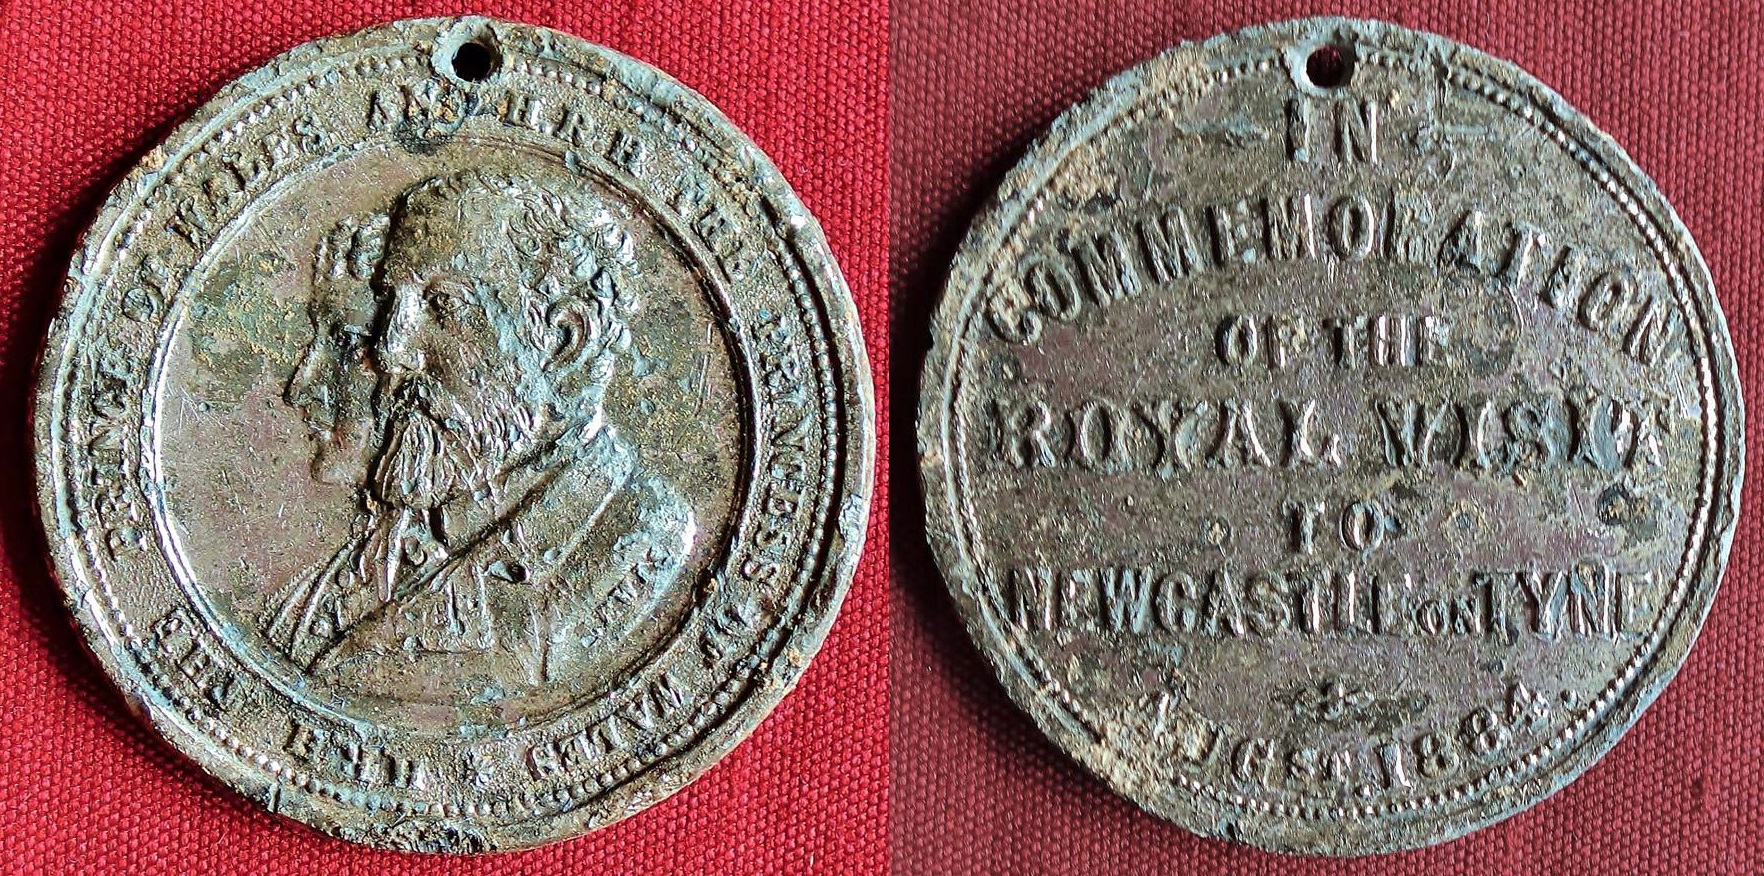 H.R.H. THE PRINCE OF WALES AND H.R.H. THE PRINCESS OF WALES
IN
COMMEMORATION
OF THE
ROYAL VISIT
TO
NEWCASTLE ON TYNE
AUGST 1884.